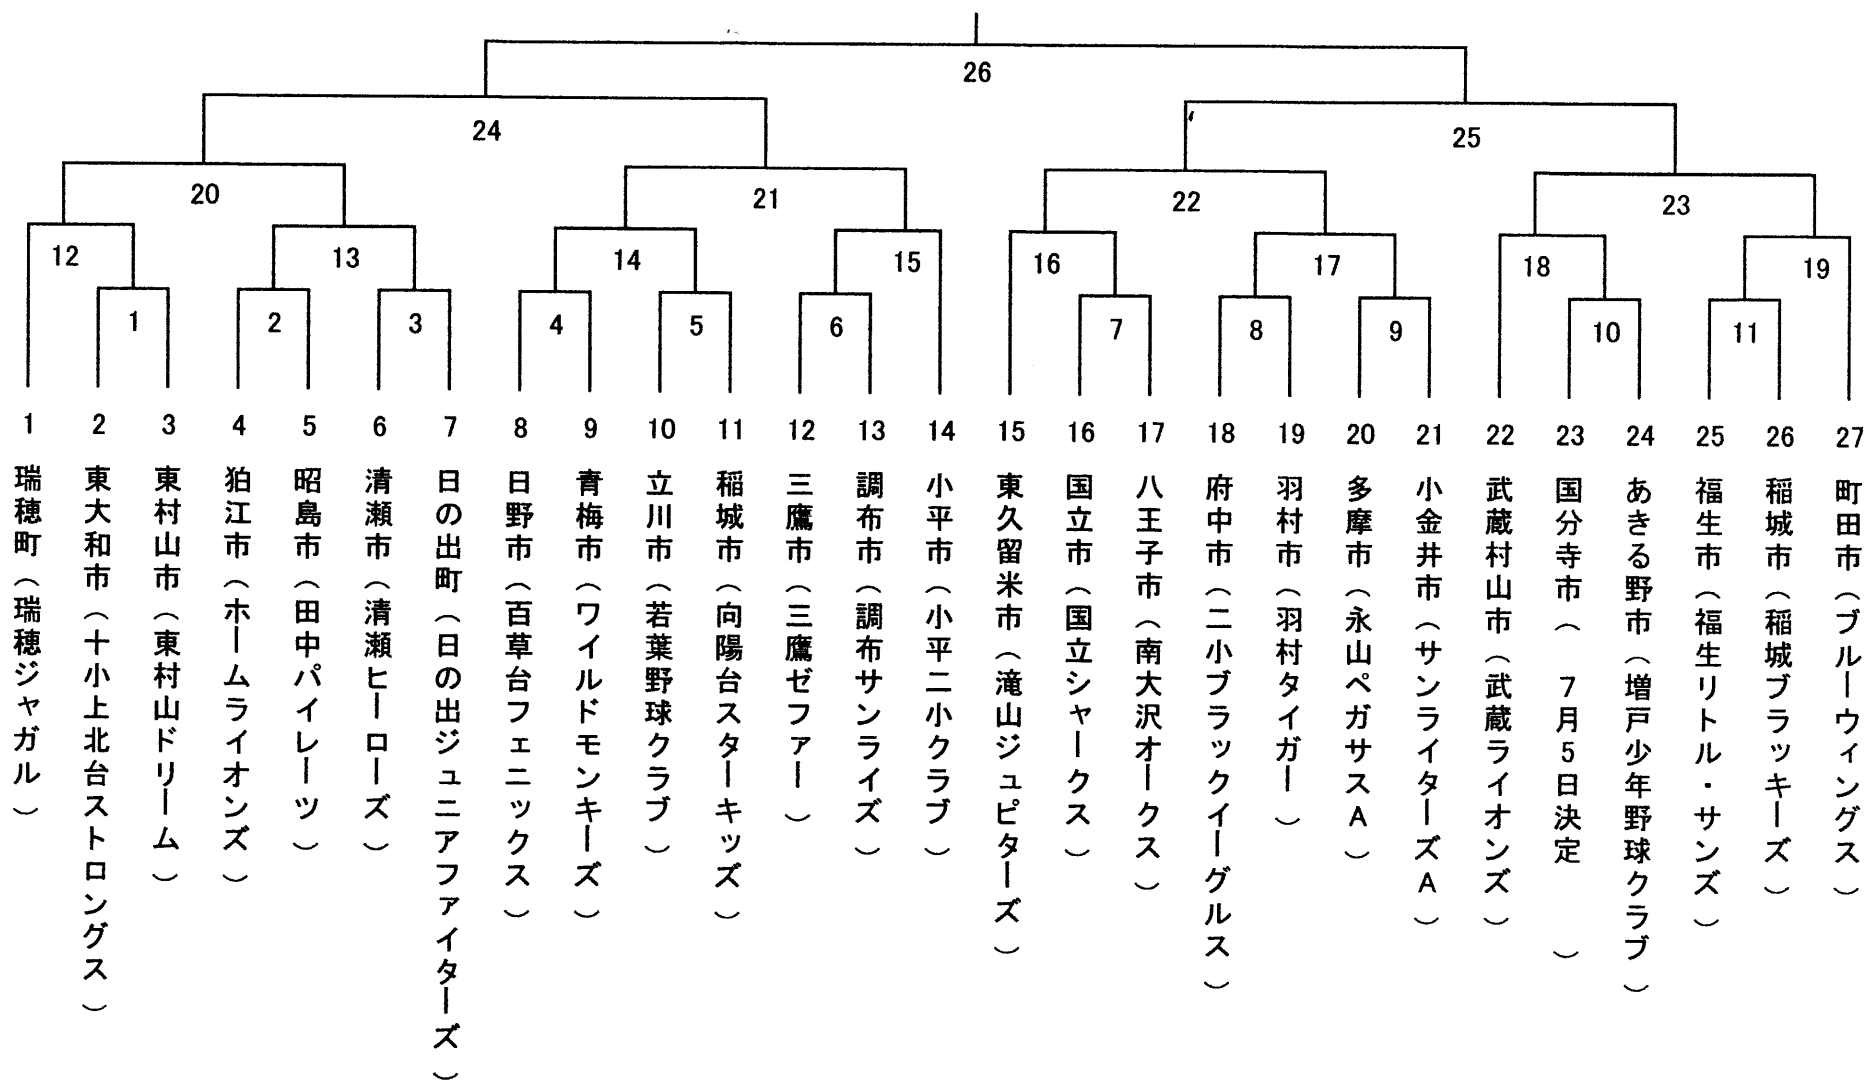 26
24
25
20
21
22
23
12
13
14
15
16
17
18
19
1
2
3
4
5
6
7
8
9
10
11
1 瑞穂町(瑞穂ジャガル)
2 東大和市(十小上北台ストロングス)
3 東村山市(東村山ドリーム)
4 狛江市(ホームライオンズ)
5 昭島市(田中パイレーツ)
6 清瀬市(清瀬ヒーローズ)
7 日の出町(日の出ジュニアファイターズ)
8 日野市(百草台フェニックス)
9 青梅市(ワイルドモンキーズ)
10 立川市(若葉野球クラブ)
11 稲城市(向陽台スターキッズ)
12 三鷹市(三鷹ゼファー)
13 調布市(調布サンライズ)
14 小平市(小平二小クラブ)
15 東久留米市(滝山ジュピターズ)
16 国立市(国立シャークス)
17 八王子市(南大沢オークス)
18 府中市(二小ブラックイーグルス)
19 羽村市(羽村タイガー)
20 多摩市(永山ペガサスA)
21 小金井市(サンライターズA)
22 武蔵村山市(武蔵ライオンズ)
23 国分寺市( 7月5日決定 )
24 あきる野市(増戸少年野球クラブ)
25 福生市(福生リトル・サンズ)
26 稲城市(稲城ブラッキーズ)
27 町田市(ブルーウィングス)